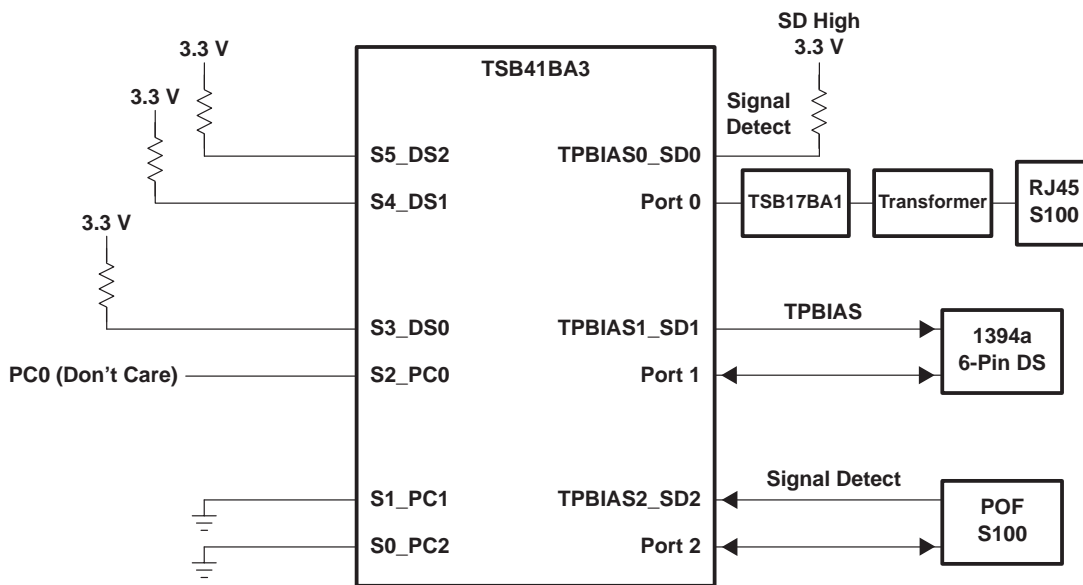 SD High
3.3 V
3.3 V
TSB41BA3
3.3 V
Signal
Detect
S5_DS2
TPBIAS0_SD0
S4_DS1
Port 0
TSB17BA1
Transformer
RJ45
S100
3.3 V
S3_DS0
TPBIAS1_SD1
TPBIAS
1394a
6-Pin DS
PC0 (Don't Care)
S2_PC0
Port 1
S1_PC1
TPBIAS2_SD2
Signal Detect
POF
S100
S0_PC2
Port 2